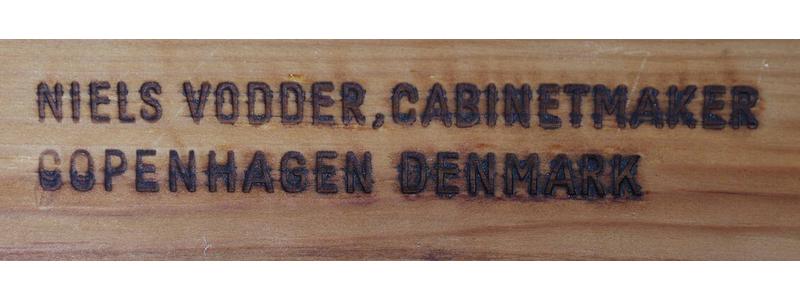 NIELS VODDER, CABINETMAKER
COPENHAGEN DENMARK